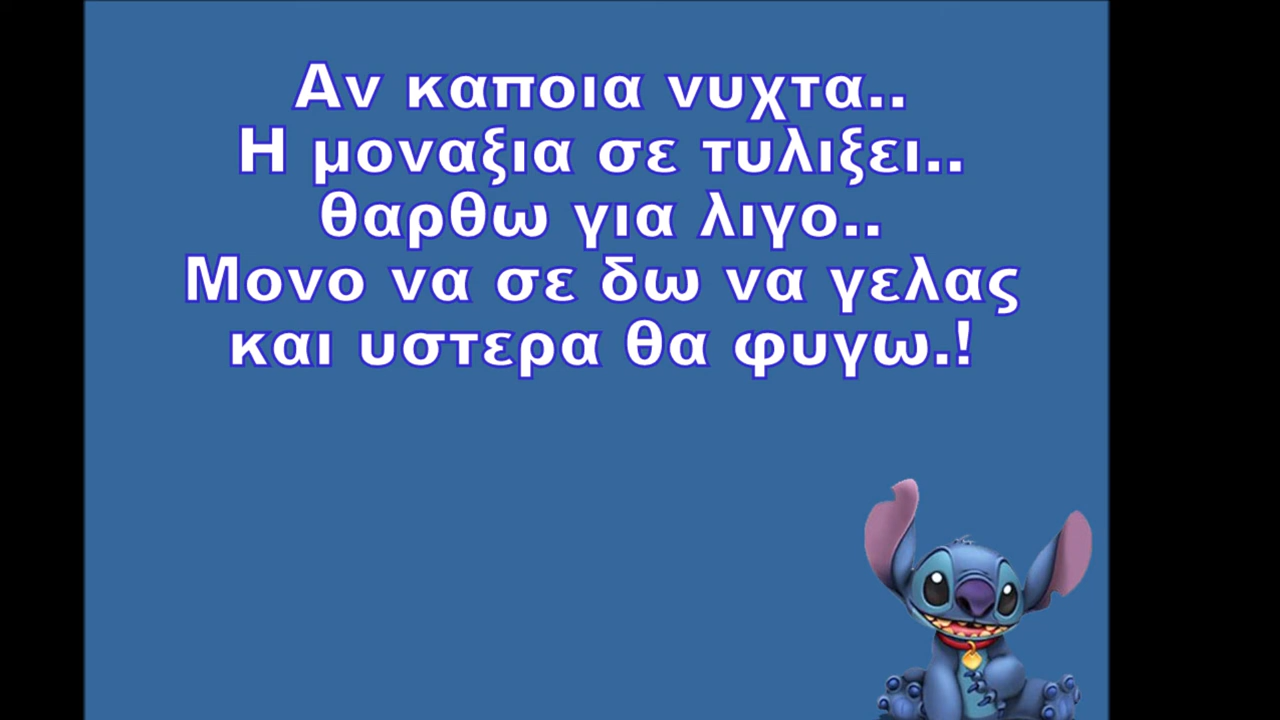 Αν καποια νυχτα..
Η μοναξια σε τυλιξει..
θαρθω για λιγο..
Μονο να σε δω να γελας
και υστερα θα φυγω.!